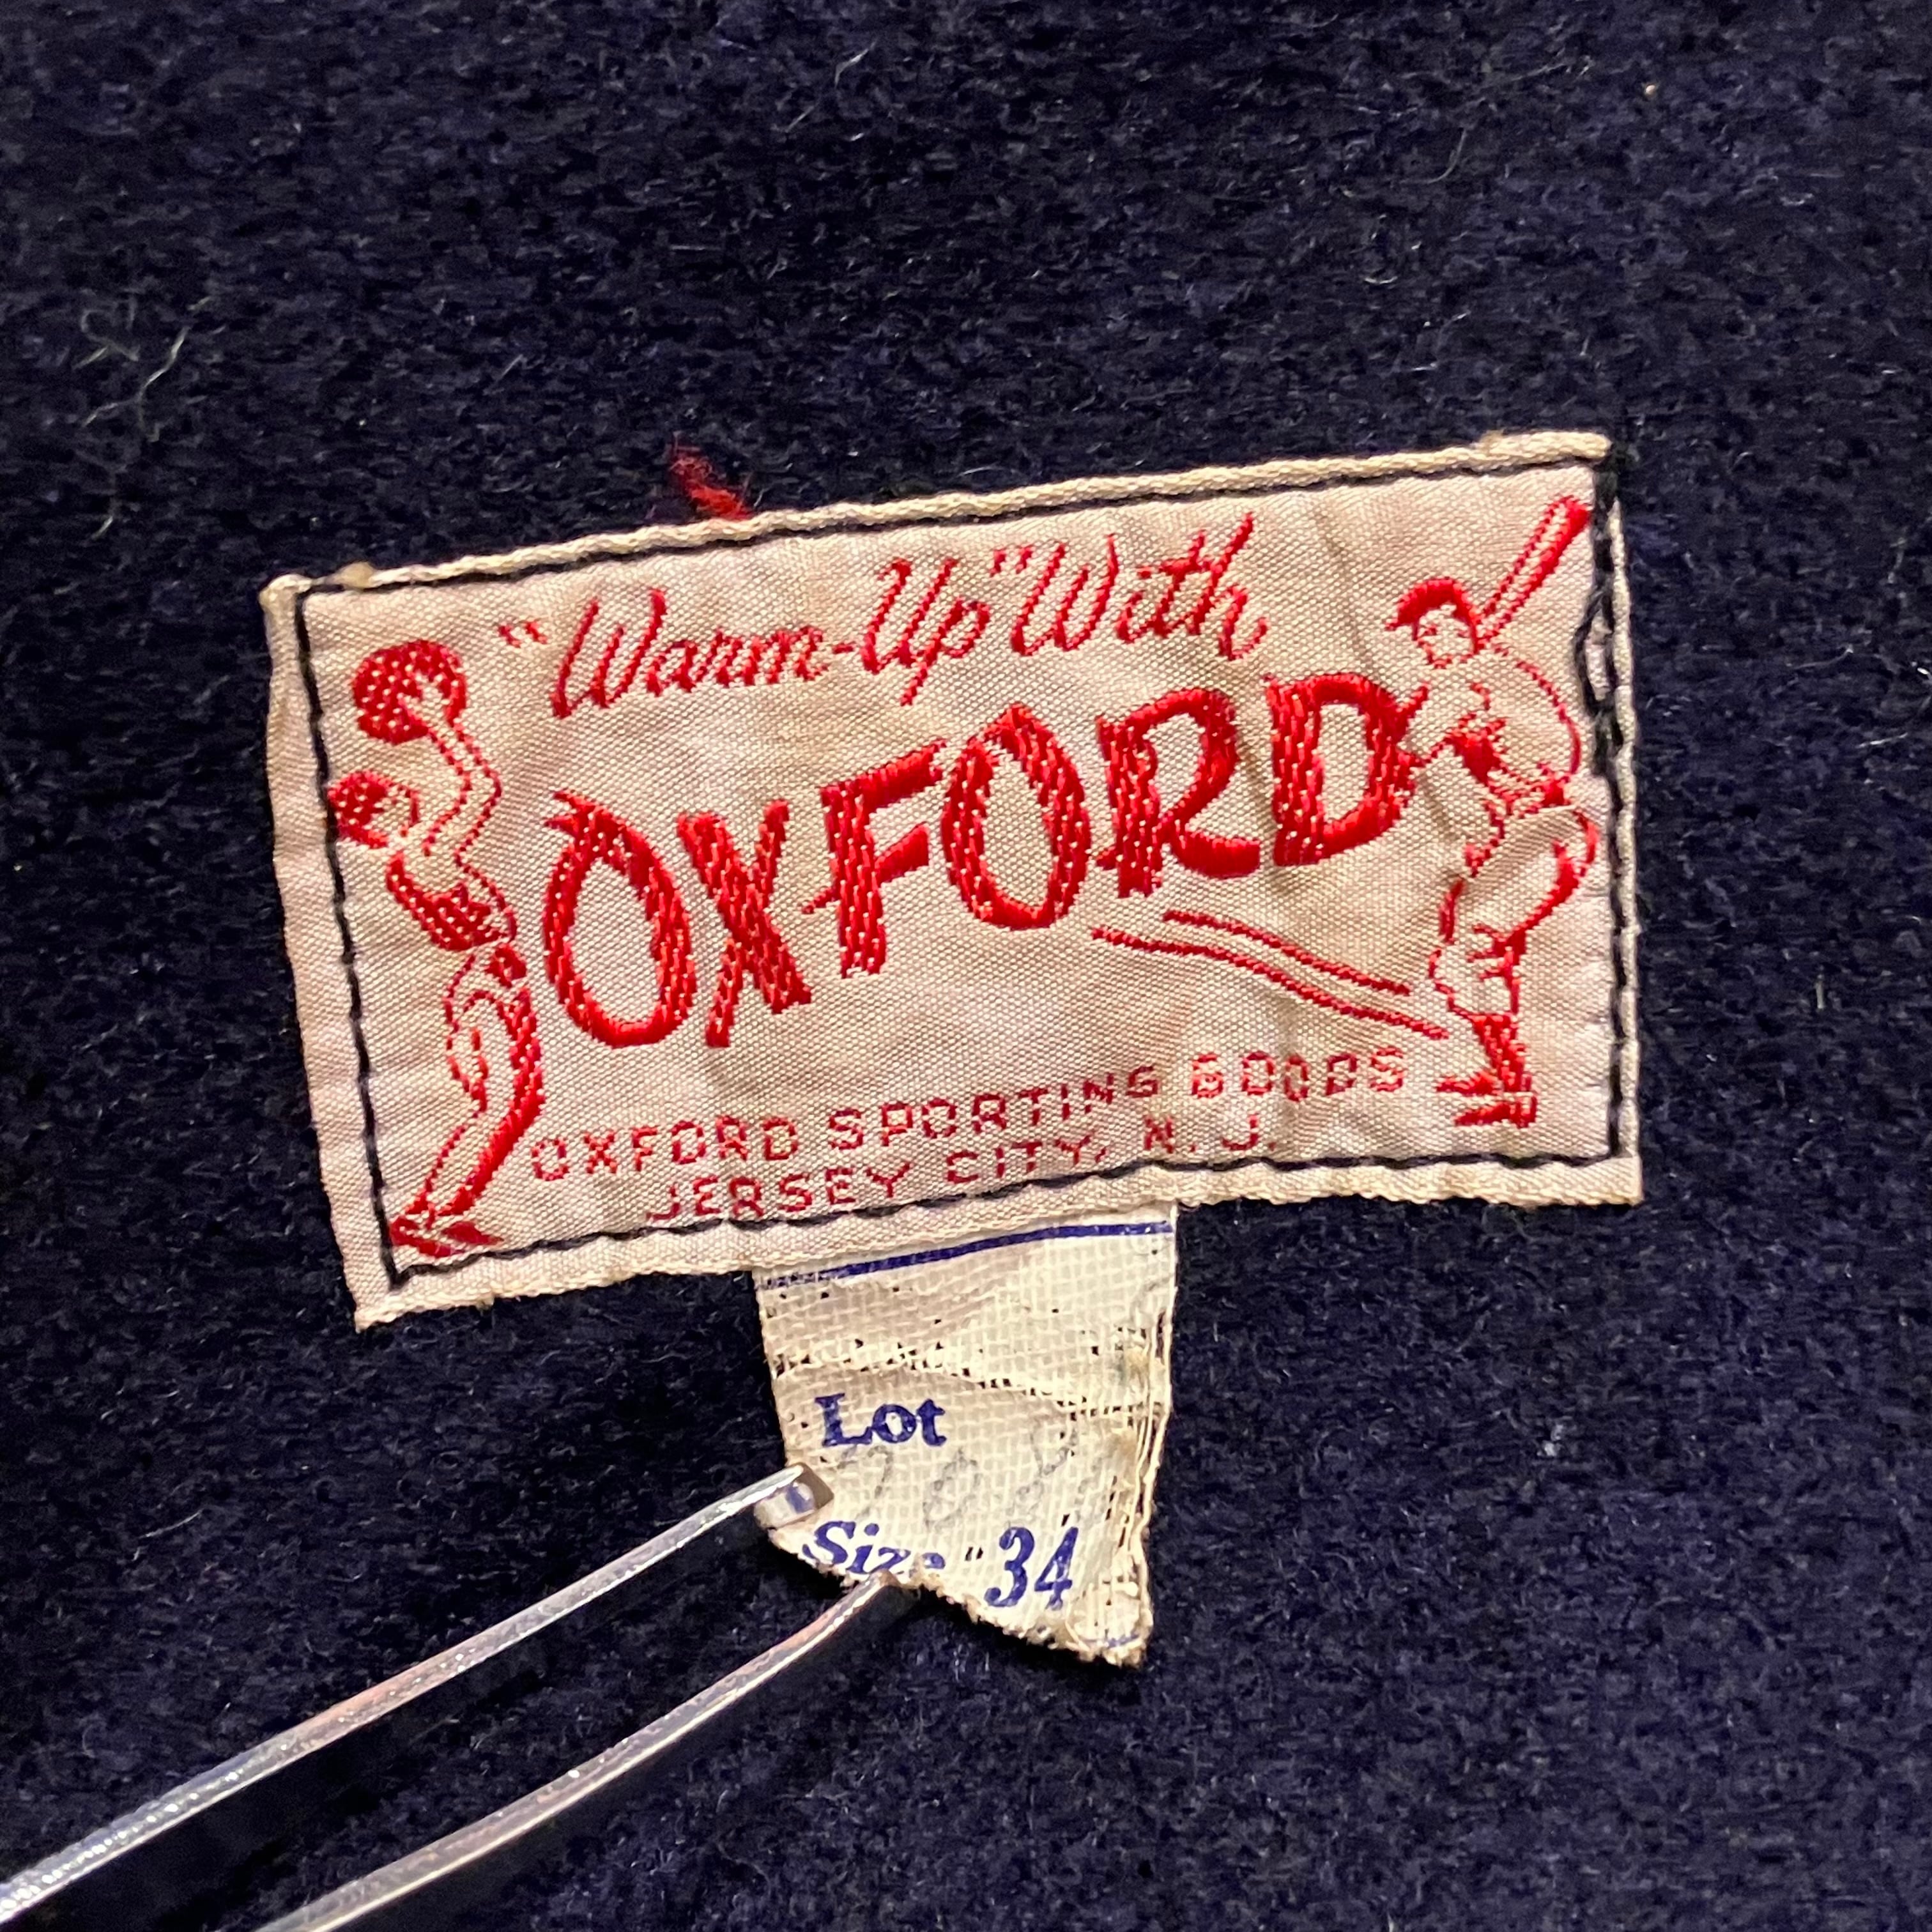 "Warm-Up" With
OXFORD
OXFORD SPORTING GOODS
JERSEY CITY, N. J.
Lot
Size "34